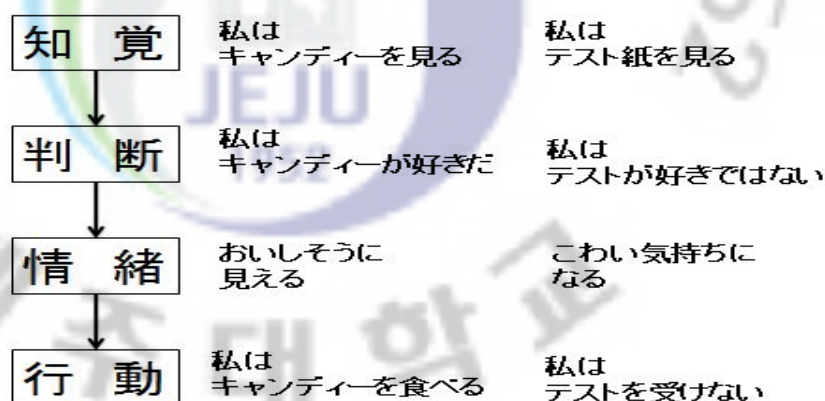 知 覚
私は
キャンディーを見る
私は
テスト紙を見る
判 断
私は
キャンディーが好きだ
私は
テストが好きではない
情 緒
おいしそうに
見える
こわい気持ちに
なる
行 動
私は
キャンディーを食べる
私は
テストを受けない
JEJU
1952
대학교